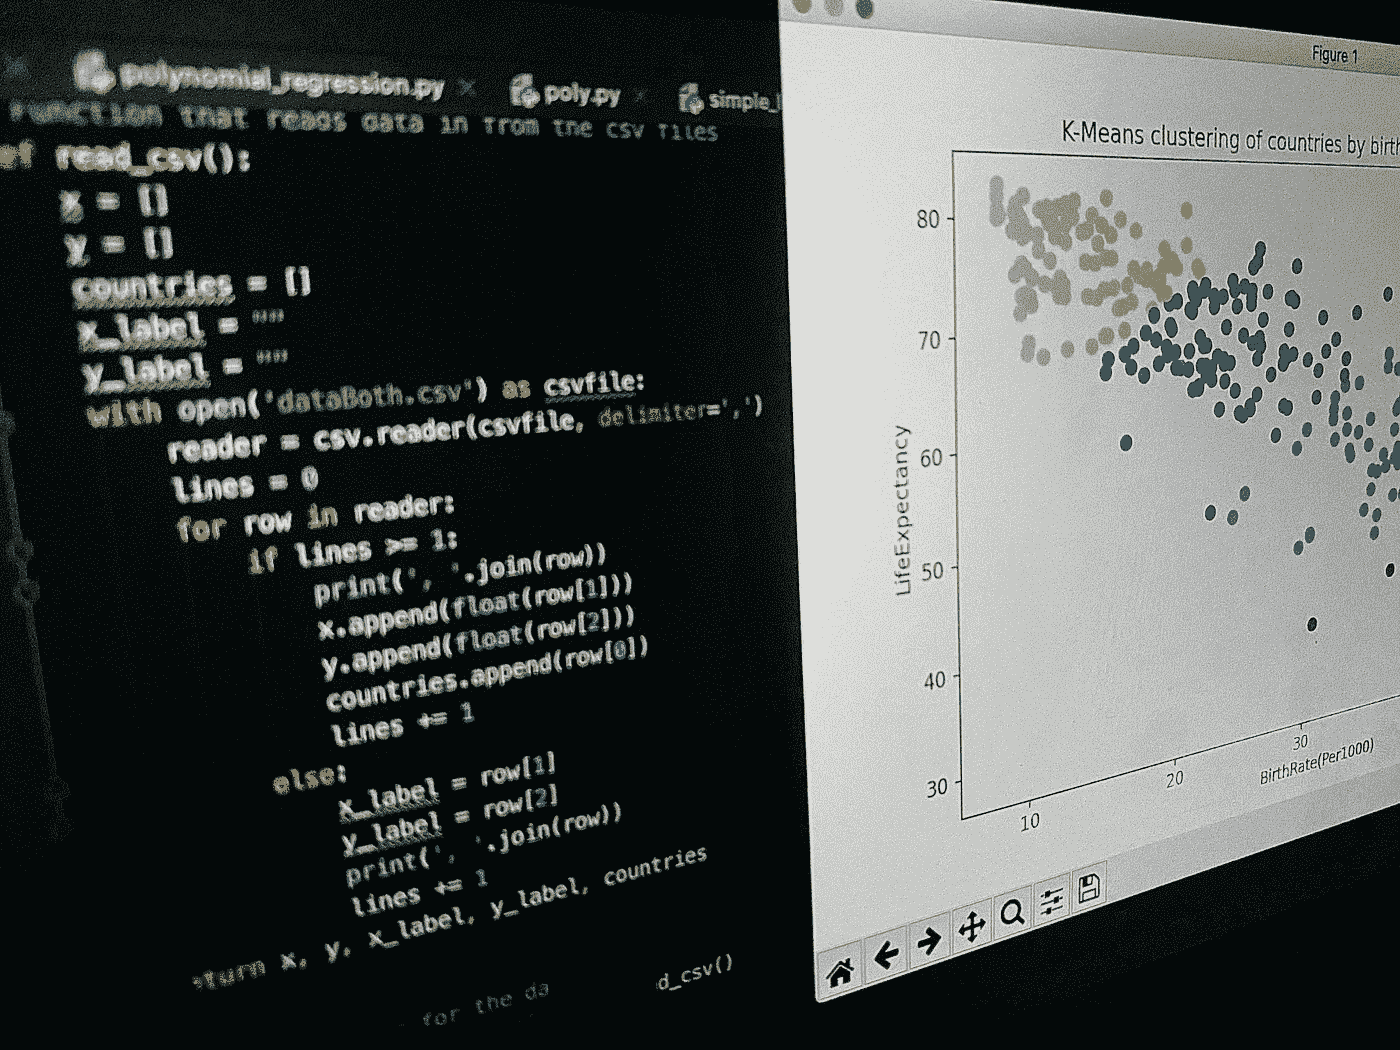 polynomial_regression.py
poly.py
simple_l
Function that reads data in from the csv files
ef read_csv():
x = []
y = []
countries = []
x_label = ""
y_label = ""
with open('dataBoth.csv') as csvfile:
reader = csv.reader(csvfile, delimiter=',')
lines = 0
for row in reader:
if lines >= 1:
print(', '.join(row))
x.append(float(row[1]))
y.append(float(row[2]))
countries.append(row[0])
lines += 1
else:
x_label = row[1]
y_label = row[2]
print(', '.join(row))
lines += 1
eturn x, y, x_label, y_label, countries
for the da
d_csv()
Figure 1
K-Means clustering of countries by birth
80
70
60
50
40
30
LifeExpectancy
10
20
30
BirthRate(Per1000)